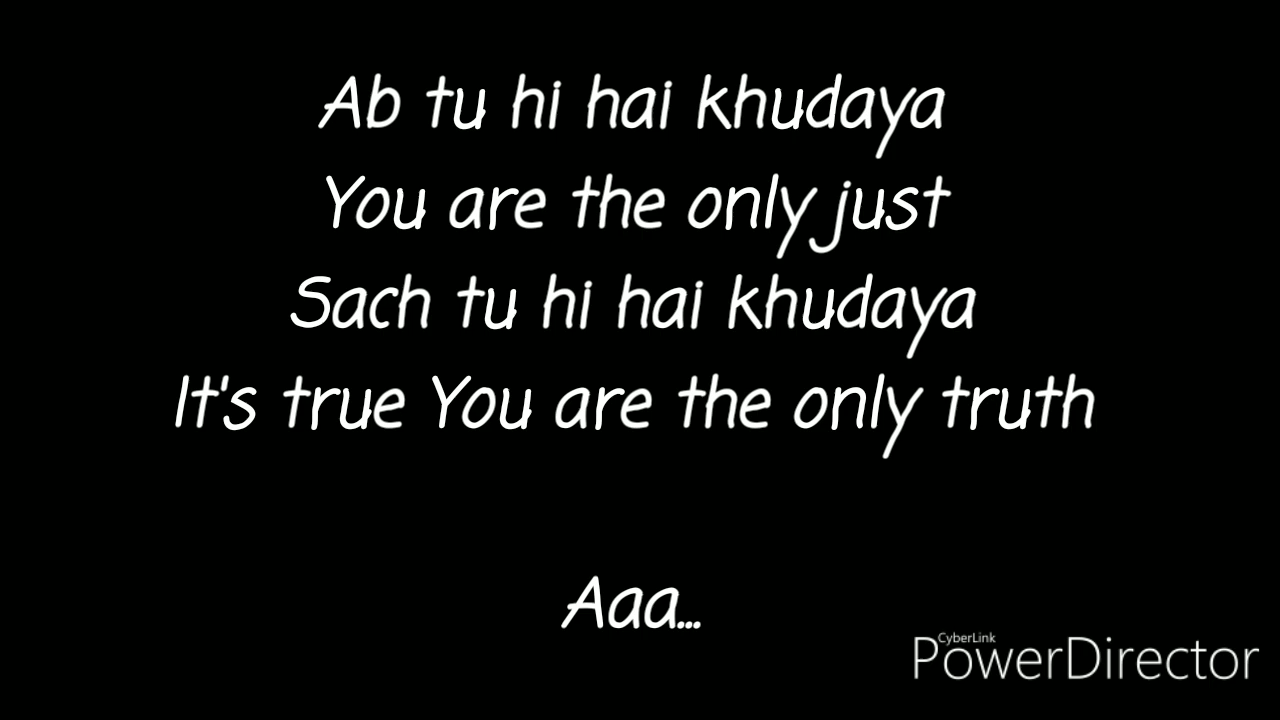 Ab tu hi hai khudaya
You are the only just
Sach tu hi hai khudaya
It's true You are the only truth
Aaa...
CyberLink
PowerDirector